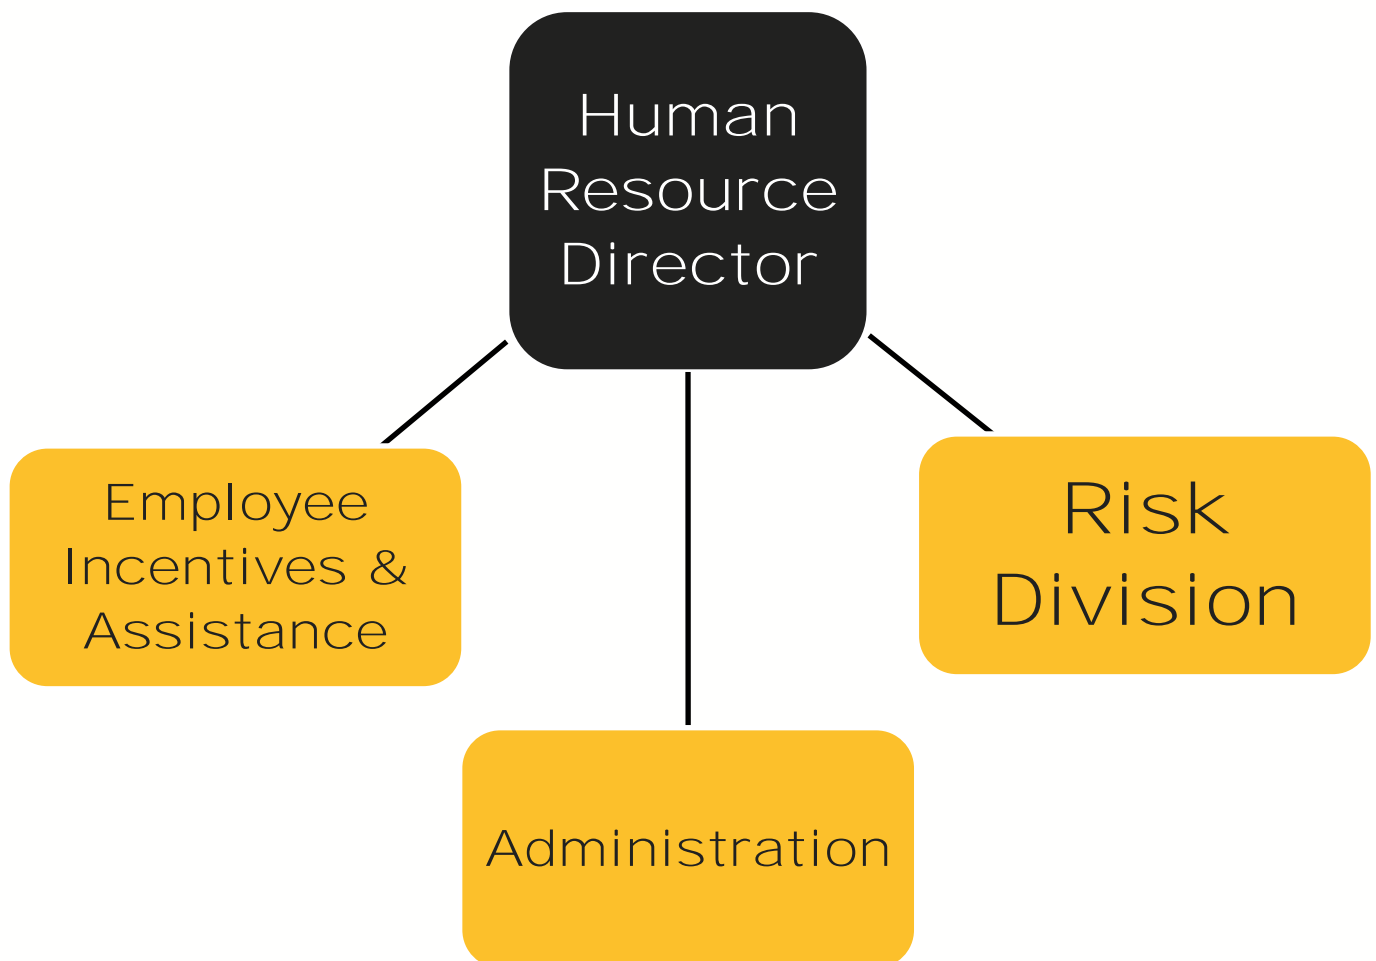 Human
Resource
Director
Employee
Incentives &
Assistance
Risk
Division
Administration